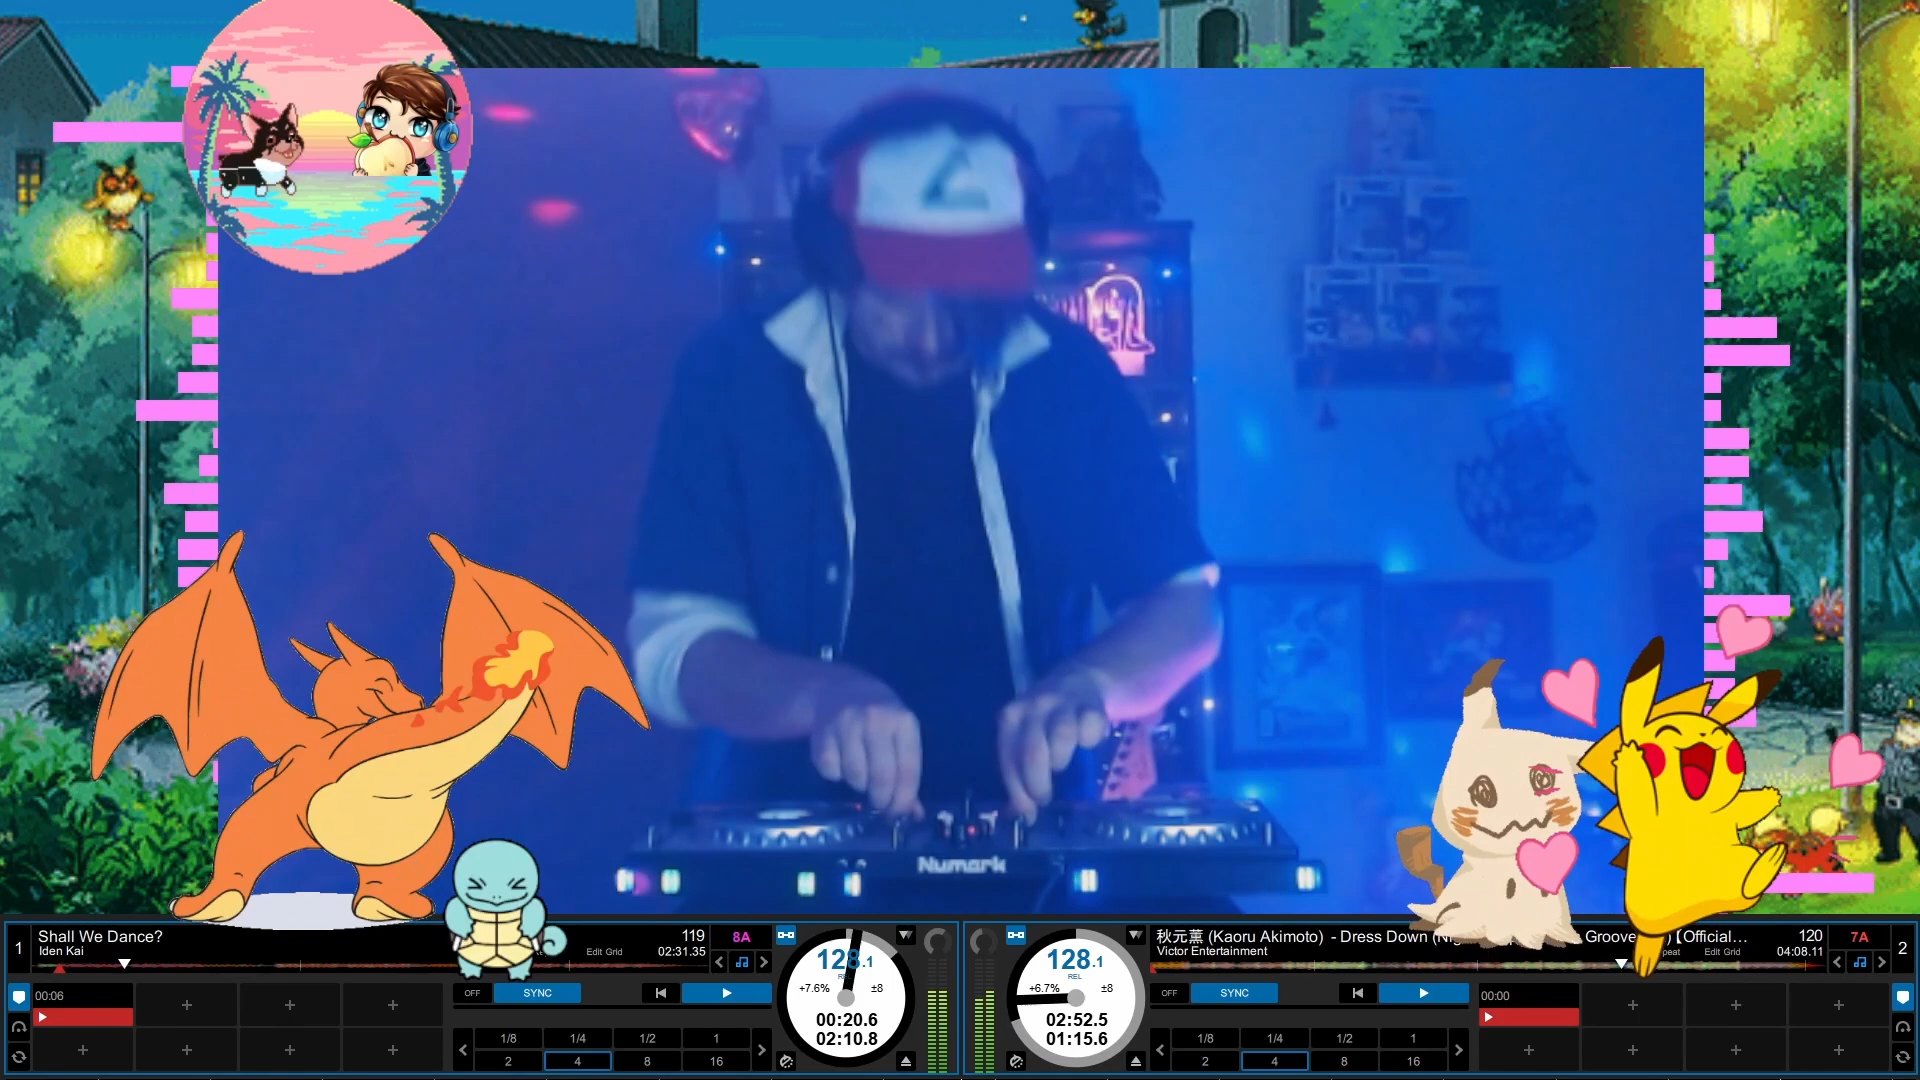 Numark
1
Shall We Dance?
Iden Kai
Edit Grid
119
02:31.35
8A
00:06
OFF
SYNC
1/8
1/4
1/2
1
2
4
8
16
128.1
+7.6%
±8
00:20.6
02:10.8
128.1
REL
+6.7%
±8
02:52.5
01:15.6
秋元薫 (Kaoru Akimoto) - Dress Down
Groove
【Official...
Victor Entertainment
Edit Grid
120
04:08.11
7A
2
OFF
SYNC
1/8
1/4
1/2
1
2
4
8
16
00:00